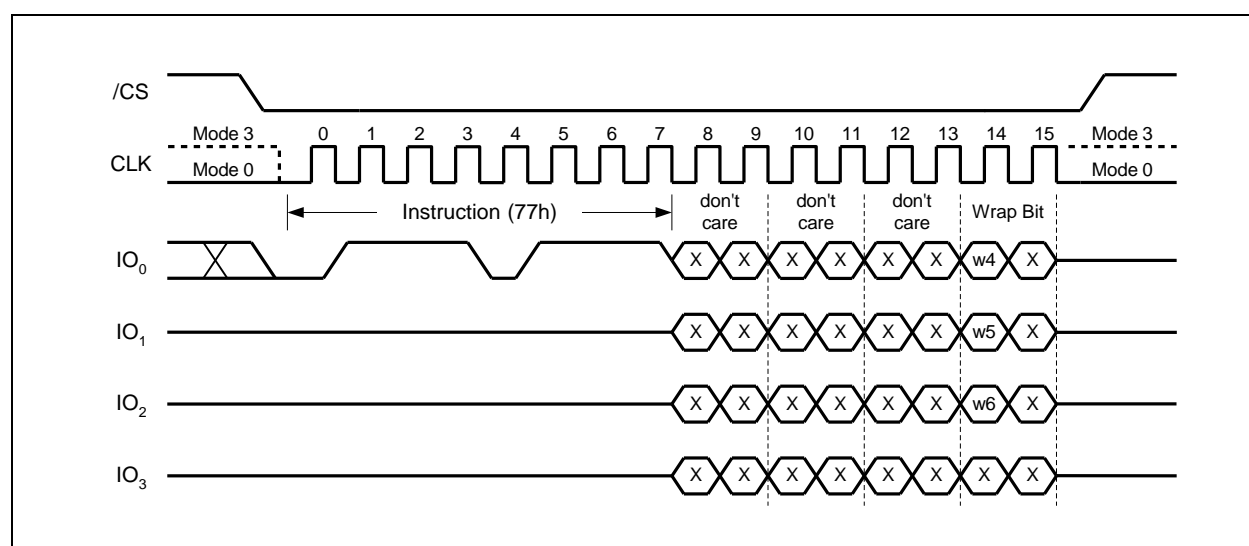 /CS
Mode 3 0 1 2 3 4 5 6 7 8 9 10 11 12 13 14 15 Mode 3
CLK Mode 0 Mode 0
Instruction (77h) don't care don't care don't care Wrap Bit
IO0 X X X X X X w4 X
IO1 X X X X X X w5 X
IO2 X X X X X X w6 X
IO3 X X X X X X X X